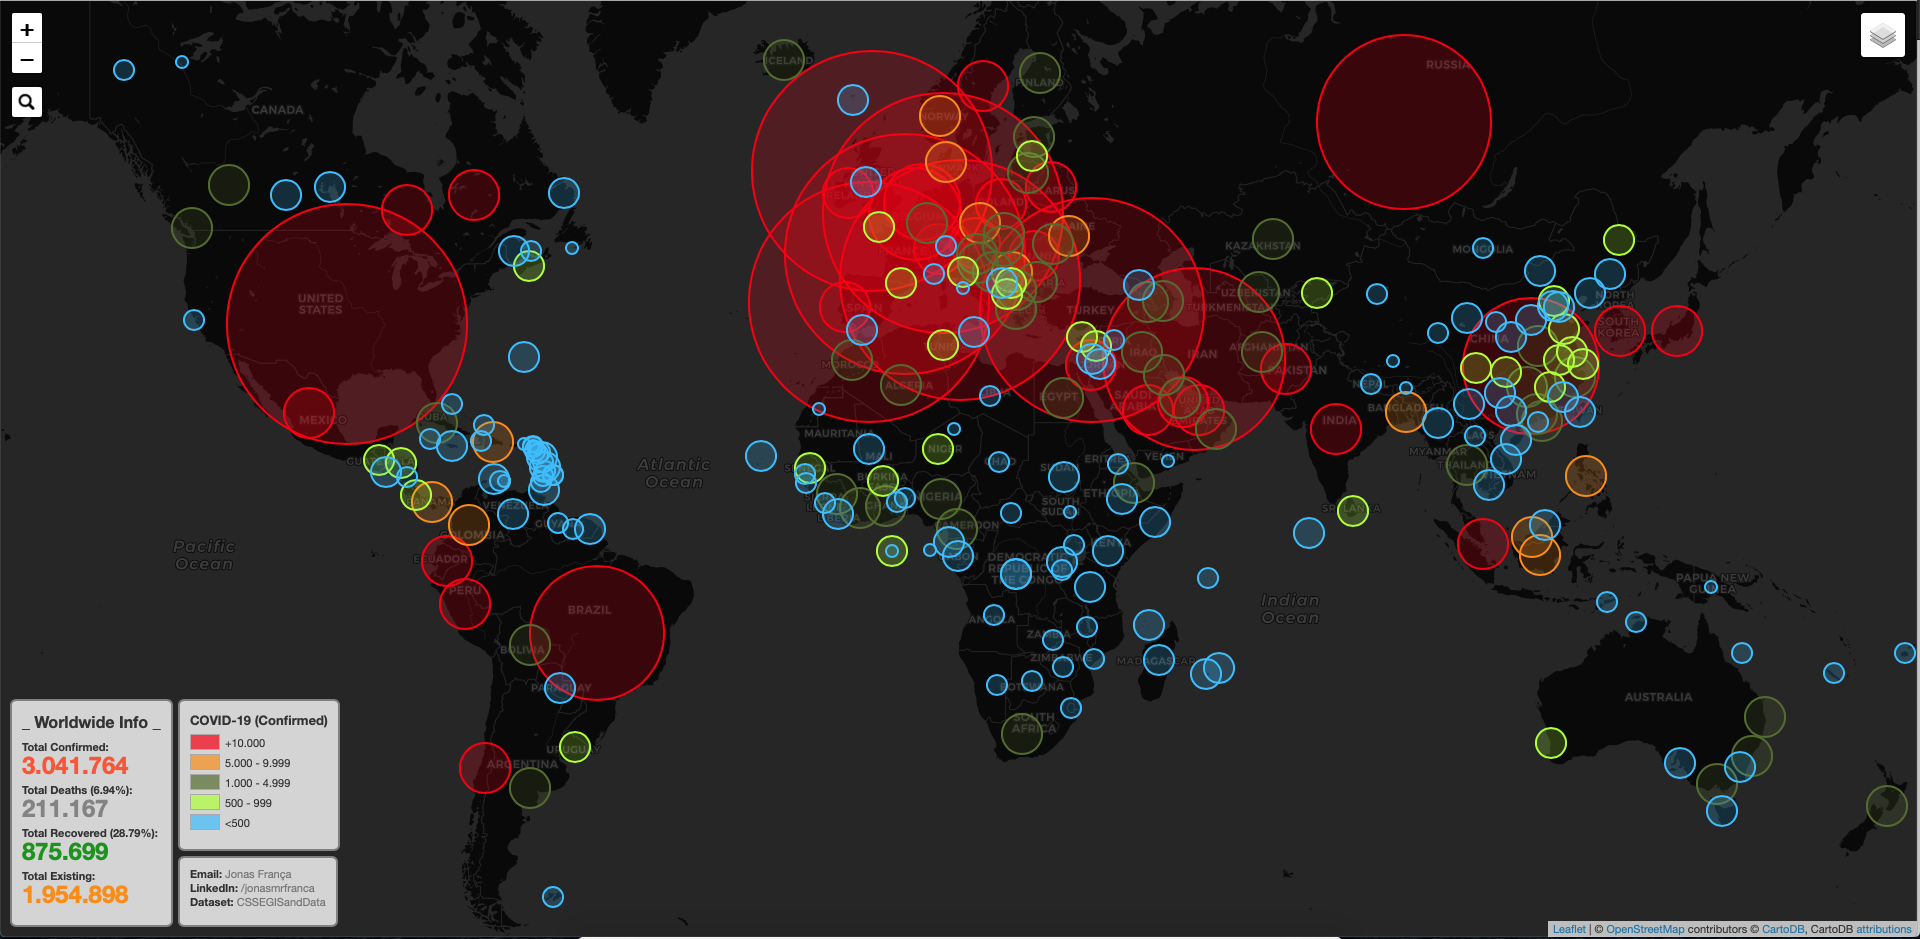 +
−
ICELAND
FINLAND
RUSSIA
CANADA
NORWAY
UNITED
STATES
KAZAKHSTAN
MONGOLIA
UZBEKISTAN
TURKMENISTAN
TURKEY
SPAIN
NORTH
KOREA
SOUTH
KOREA
CHINA
IRAQ
IRAN
AFGHANISTAN
PAKISTAN
NEPAL
MOROCCO
ALGERIA
EGYPT
SAUDI
ARABIA
UNITED
EMIRATES
MEXICO
CUBA
INDIA
BANGLADESH
TAIWAN
MAURITANIA
MALI
NIGER
CHAD
SUDAN
ERITREA
YEMEN
MYANMAR
LAOS
THAILAND
VIETNAM
Atlantic
Ocean
BURKINA
NIGERIA
ETHIOPIA
SOUTH
SUDAN
SRI LANKA
VENEZUELA
COLOMBIA
CAMEROON
ECUADOR
GABON
KENYA
DEMOCRATIC
REPUBLIC OF
THE CONGO
Pacific
Ocean
PERU
BRAZIL
Indian
Ocean
PAPUA NEW
GUINEA
ANGOLA
ZAMBIA
ZIMBABWE
MADAGASCAR
BOLIVIA
PARAGUAY
BOTSWANA
AUSTRALIA
SOUTH
AFRICA
URUGUAY
ARGENTINA
_ Worldwide Info _
Total Confirmed:
3.041.764
Total Deaths (6.94%):
211.167
Total Recovered (28.79%):
875.699
Total Existing:
1.954.898
COVID-19 (Confirmed)
+10.000
5.000 - 9.999
1.000 - 4.999
500 - 999
<500
Email: Jonas França
LinkedIn: /jonasmrfranca
Dataset: CSSEGISandData
Leaflet | © OpenStreetMap contributors © CartoDB, CartoDB attributions